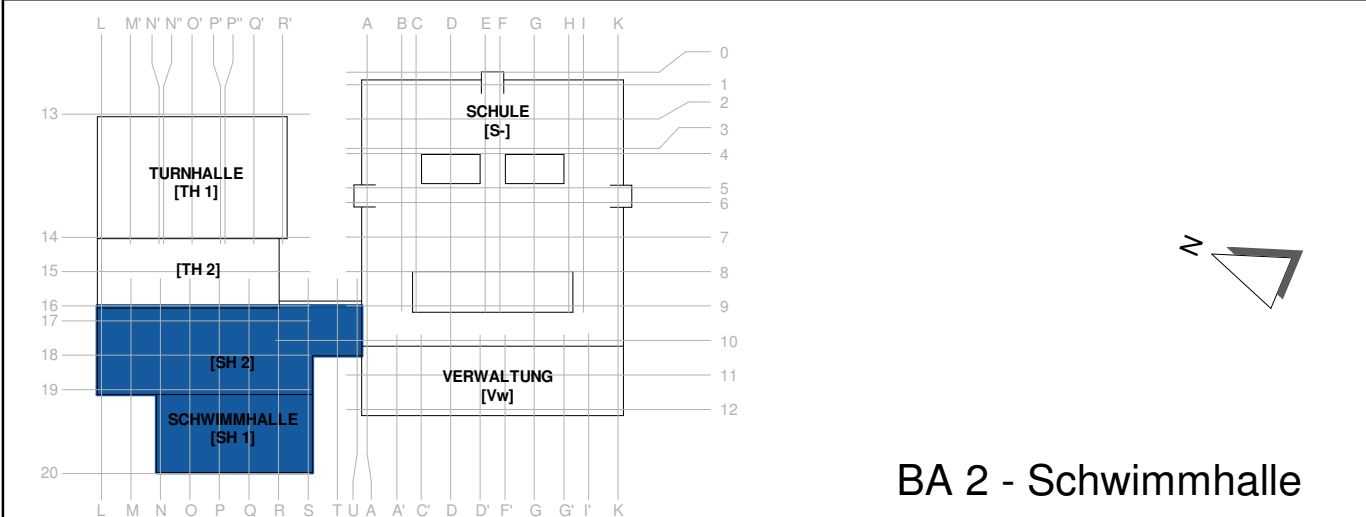 L M' N' N'' O' P' P'' Q' R' A B C D E F G H I K
0
1
2
3
4
5
6
7
8
9
10
11
12
13
14
15
16
17
18
19
20
SCHULE
[S-]
TURNHALLE
[TH 1]
[TH 2]
[SH 2]
VERWALTUNG
[Vw]
SCHWIMMHALLE
[SH 1]
N
BA 2 - Schwimmhalle
L M N O P Q R S T U A A' C' D D' F' G G' I' K